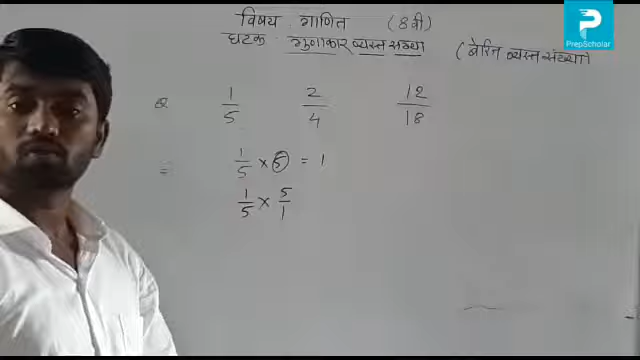 विषय - गणित (8वी)
घटक - गुणाकार व्यस्त संख्या
(बेरिज व्यस्त संख्या)
1/5 2/4 12/18
1/5 × 5 = 1
1/5 × 5/1
P
PrepScholar